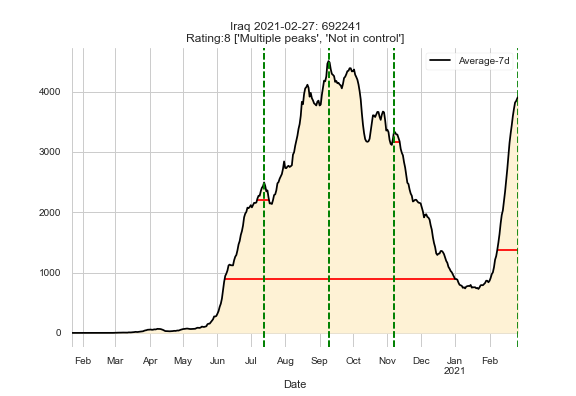 Iraq 2021-02-27: 692241
Rating:8 ['Multiple peaks', 'Not in control']
Average-7d
4000
3000
2000
1000
0
Feb Mar Apr May Jun Jul Aug Sep Oct Nov Dec Jan Feb
2021
Date